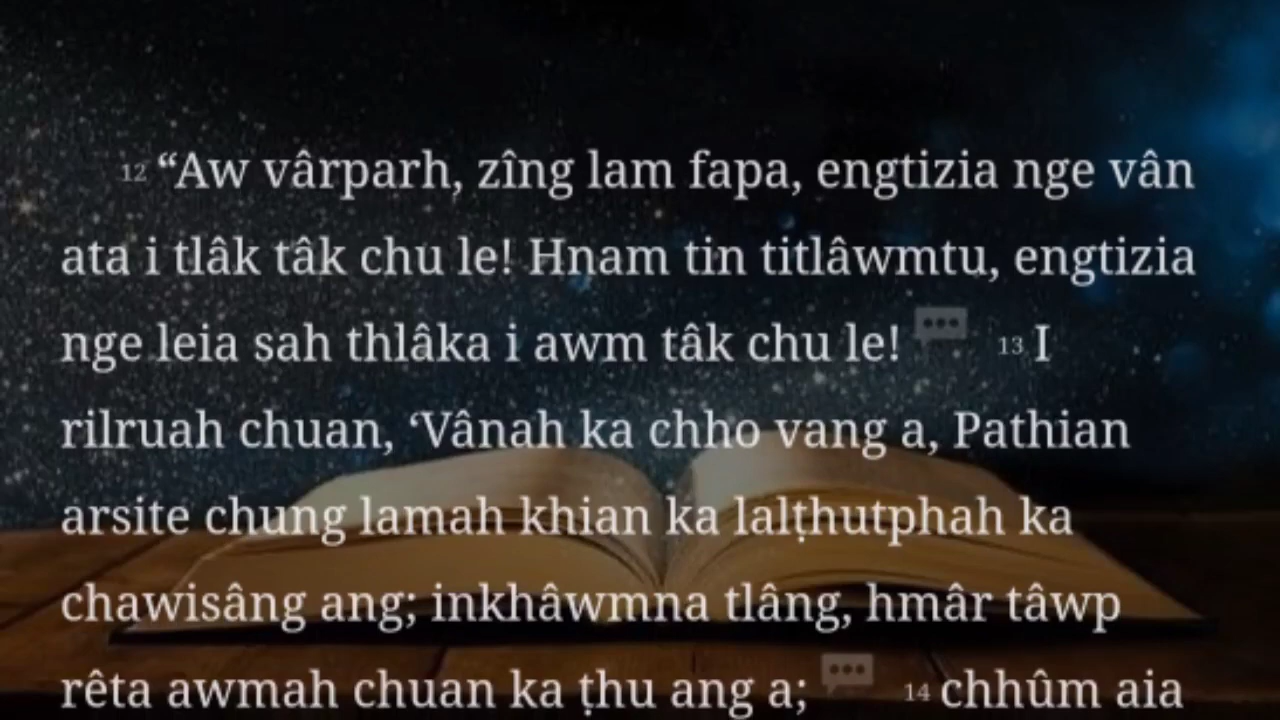 12 “Aw vârparh, zîng lam fapa, engtizia nge vân
ata i tlâk tâk chu le! Hnam tin titlâwmtu, engtizia
nge leia sah thlâka i awm tâk chu le! 13 I
rilruah chuan, ‘Vânah ka chho vang a, Pathian
arsite chung lamah khian ka lalṭhutphah ka
chawisâng ang; inkhâwmna tlâng, hmâr tâwp
rêta awmah chuan ka ṭhu ang a; 14 chhûm aia